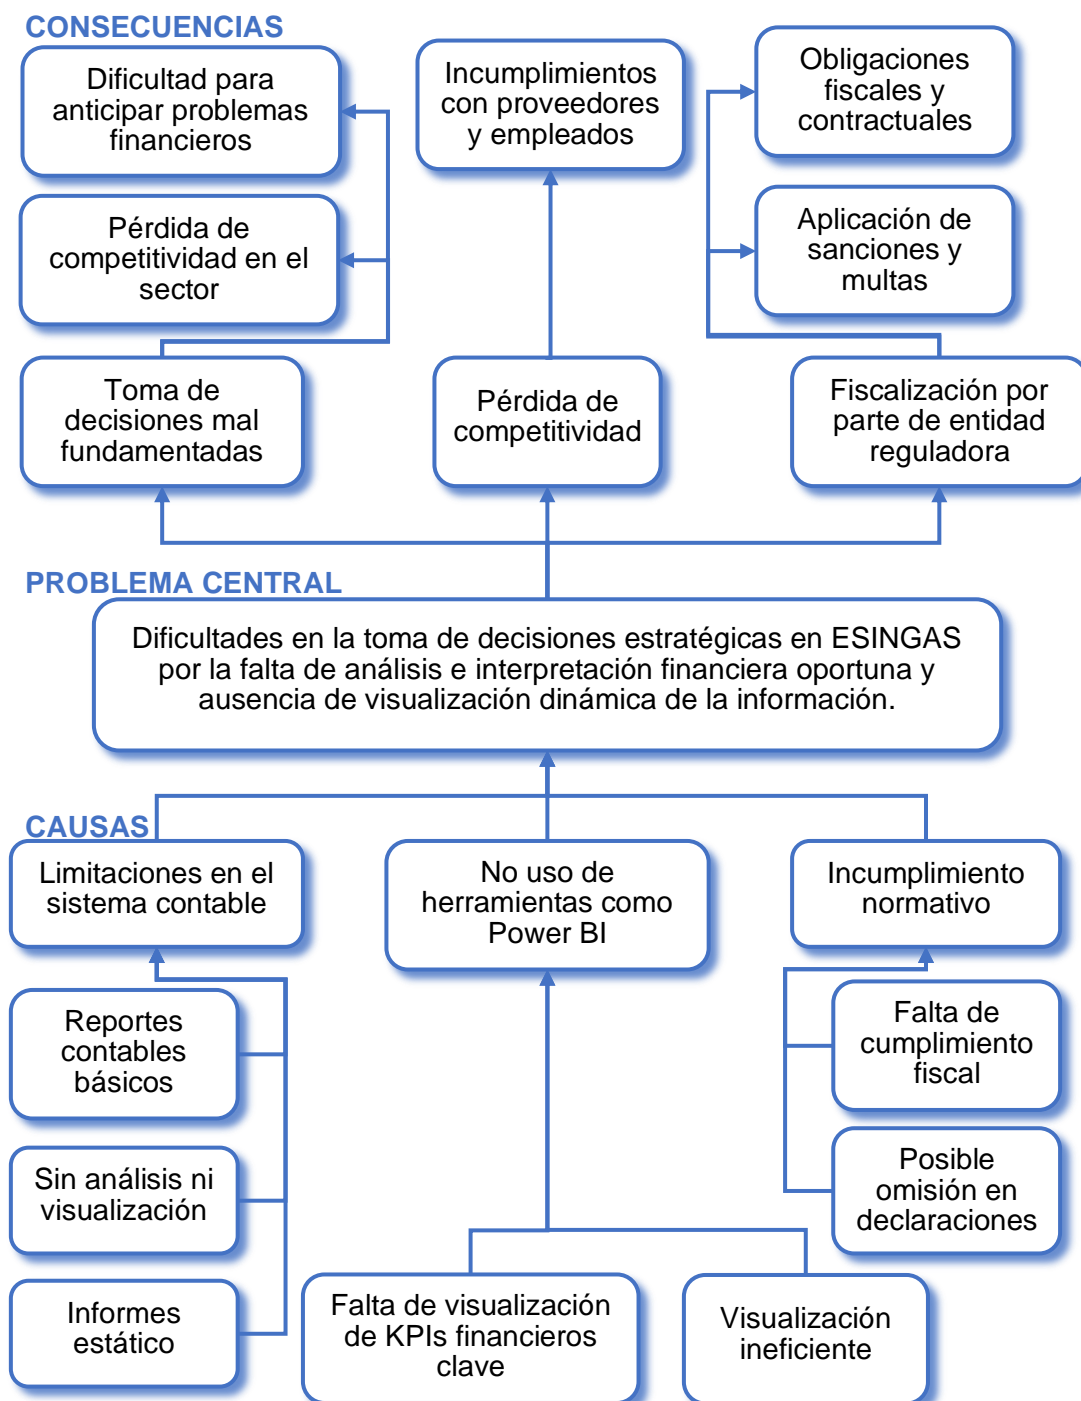 CONSECUENCIAS
Dificultad para
anticipar problemas
financieros
Incumplimientos
con proveedores
y empleados
Obligaciones
fiscales y
contractuales
Pérdida de
competitividad en el
sector
Aplicación de
sanciones y
multas
Toma de
decisiones mal
fundamentadas
Pérdida de
competitividad
Fiscalización por
parte de entidad
reguladora
PROBLEMA CENTRAL
Dificultades en la toma de decisiones estratégicas en ESINGAS
por la falta de análisis e interpretación financiera oportuna y
ausencia de visualización dinámica de la información.
CAUSAS
Limitaciones en el
sistema contable
No uso de
herramientas como
Power BI
Incumplimiento
normativo
Reportes
contables
básicos
Falta de
cumplimiento
fiscal
Sin análisis ni
visualización
Posible
omisión en
declaraciones
Informes
estático
Falta de visualización
de KPIs financieros
clave
Visualización
ineficiente